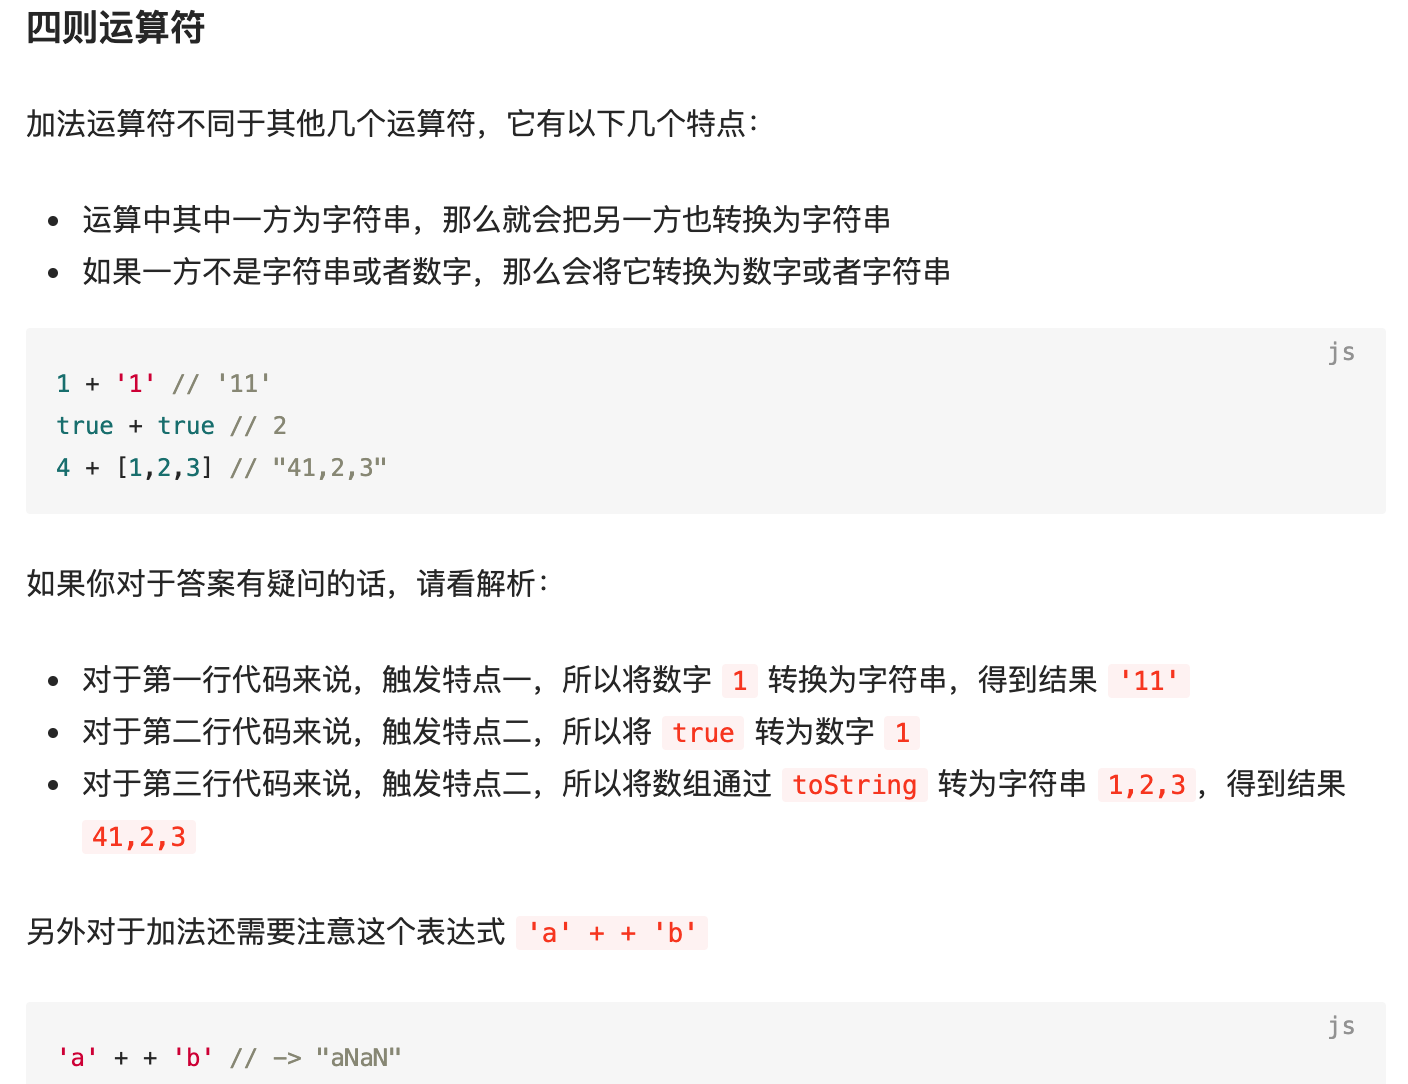 四则运算符
加法运算符不同于其他几个运算符，它有以下几个特点：
• 运算中其中一方为字符串，那么就会把另一方也转换为字符串
• 如果一方不是字符串或者数字，那么会将它转换为数字或者字符串
js
1 + '1' // '11'
true + true // 2
4 + [1,2,3] // "41,2,3"
如果你对于答案有疑问的话，请看解析：
• 对于第一行代码来说，触发特点一，所以将数字 1 转换为字符串，得到结果 '11'
• 对于第二行代码来说，触发特点二，所以将 true 转为数字 1
• 对于第三行代码来说，触发特点二，所以将数组通过 toString 转为字符串 1,2,3，得到结果
41,2,3
另外对于加法还需要注意这个表达式 'a' + + 'b'
js
'a' + + 'b' // -> "aNaN"